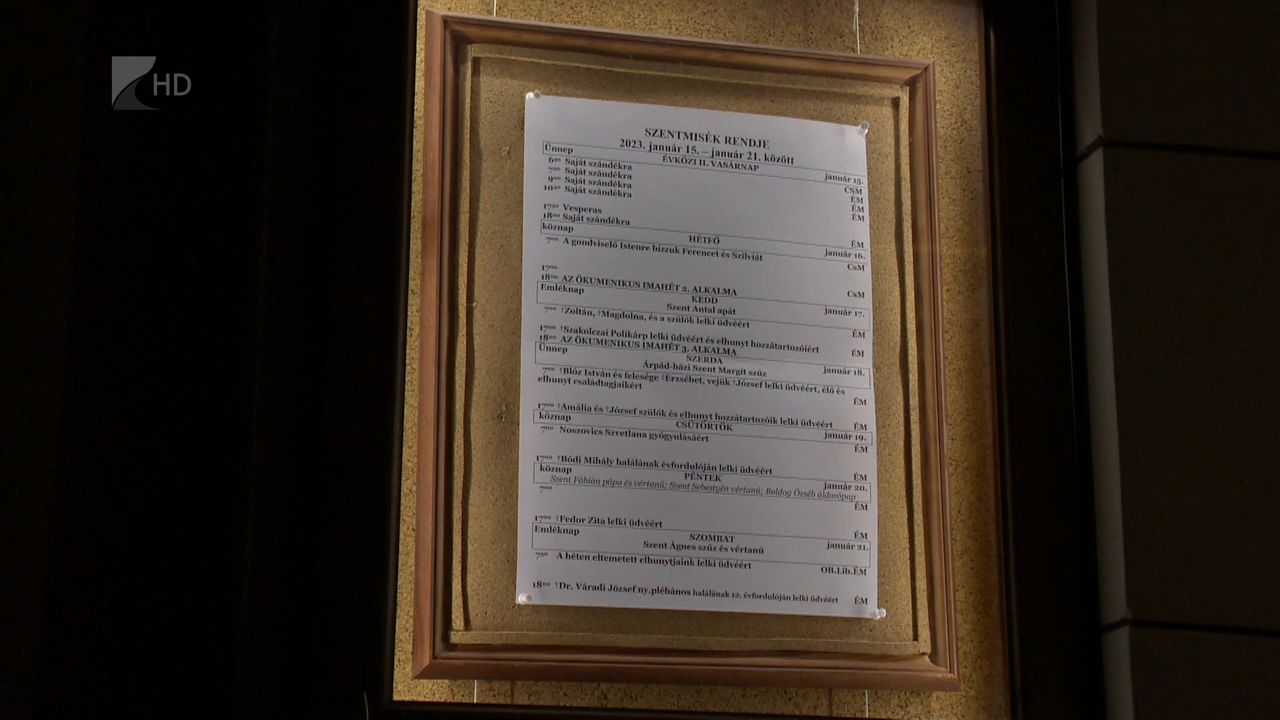 HD
SZENTMISÉK RENDJE
2023. január 15. – január 21. között
Ünnep ÉVKÖZI II. VASÁRNAP január 15.
6³⁰ Saját szándékra CsM
7³⁰ Saját szándékra ÉM
9⁰⁰ Saját szándékra ÉM
10³⁰ Saját szándékra ÉM
17³⁰ Vesperas
18⁰⁰ Saját szándékra ÉM
köznap HÉTFŐ január 16.
7⁰⁰ A gondviselő Istenre bízzuk Ferencet és Szilviát CsM
17⁰⁰ CsM
18⁰⁰ AZ ÖKUMENIKUS IMAHÉT 2. ALKALMA
Emléknap KEDD január 17.
Szent Antal apát
7⁰⁰ †Zoltán, †Magdolna, és a szülők lelki üdvéért ÉM
17⁰⁰ †Szakolczai Polikárp lelki üdvéért és elhunyt hozzátartozóiért ÉM
18⁰⁰ AZ ÖKUMENIKUS IMAHÉT 3. ALKALMA
Ünnep SZERDA január 18.
Árpád-házi Szent Margit szűz
7⁰⁰ †Blóz István és felesége †Erzsébet, vejük †József lelki üdvéért, élő és
elhunyt családtagjaikért ÉM
17⁰⁰ †Amália és †József szülők és elhunyt hozzátartozóik lelki üdvéért ÉM
köznap CSÜTÖRTÖK január 19.
7⁰⁰ Noszovics Szvetlana gyógyulásáért ÉM
17⁰⁰ †Bódi Mihály halálának évfordulóján lelki üdvéért ÉM
köznap PÉNTEK január 20.
Szent Fábián pápa és vértanú; Szent Sebestyén vértanú; Boldog Özséb áldozópap
7⁰⁰ ÉM
17⁰⁰ †Fedor Zita lelki üdvéért ÉM
Emléknap SZOMBAT január 21.
Szent Ágnes szűz és vértanú
7³⁰ A héten eltemetett elhunytjaink lelki üdvéért OB.Lib.ÉM
18⁰⁰ †Dr. Váradi József ny.plébános halálának 12. évfordulóján lelki üdvéért ÉM